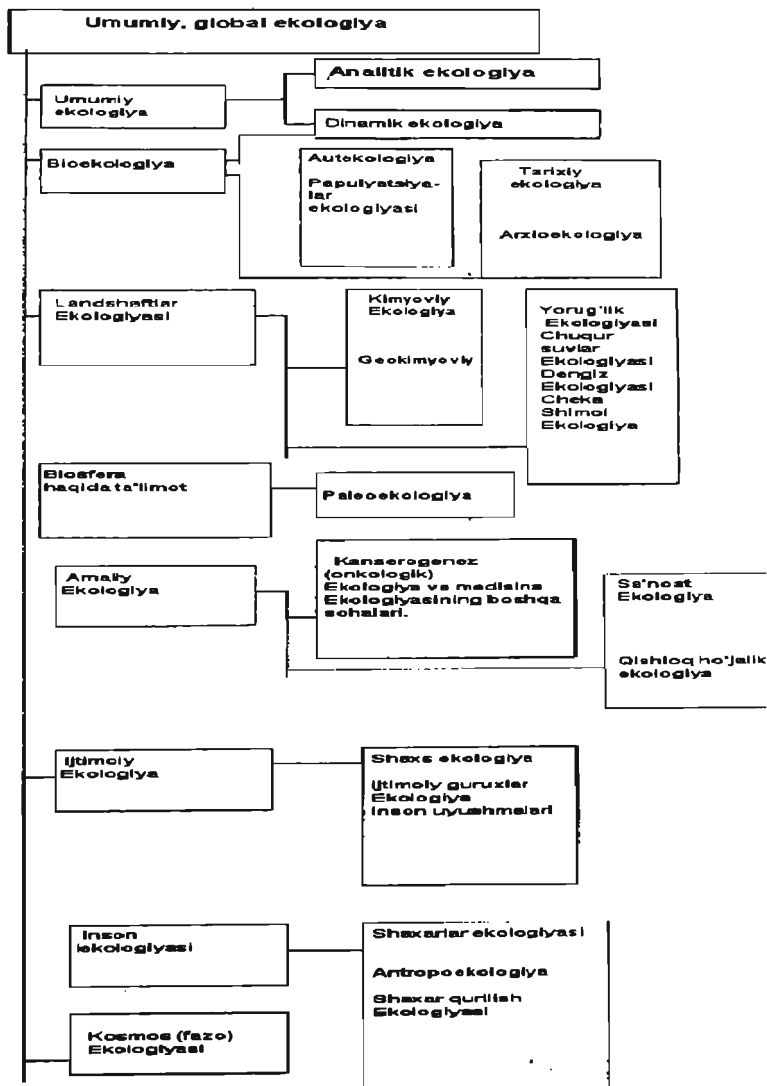 Umumiy, global ekologiya
Analitik ekologiya
Umumiy
ekologiya
Dinamik ekologiya
Bioekologiya
Autekologiya
Papulyatsiya-
lar
ekologiyasi
Tarixiy
ekologiya
Arxioekologiya
Landshaftlar
Ekologiyasi
Kimyoviy
Ekologiya
Geokimyoviy
Yorug'lik
Ekologiyasi
Chuqur
suvlar
Ekologiyasi
Dengiz
Ekologiyasi
Cheka
Shimol
Ekologiya
Biosfera
haqida ta'limot
Paleoekologiya
Amaliy
Ekologiya
Kanserogenez
(onkologik)
Ekologiya va medisina
Ekologiyasining boshqa
sohalari.
Sa'noat
Ekologiya
Qishloq ho'jalik
ekologiya
Ijtimoiy
Ekologiya
Shaxs ekologiya
Ijtimoiy guruxlar
Ekologiya
Inson uyushmalari
Inson
ekologiyasi
Shaxarlar ekologiyasi
Antropoekologiya
Shaxar qurilish
Ekologiyasi
Kosmos (fazo)
Ekologiyasi